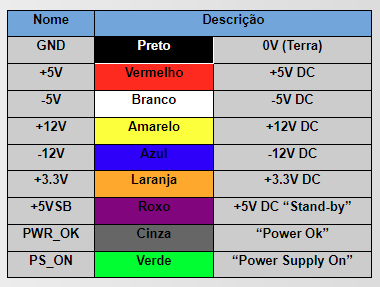 Nome Descrição
GND Preto 0V (Terra)
+5V Vermelho +5V DC
-5V Branco -5V DC
+12V Amarelo +12V DC
-12V Azul -12V DC
+3.3V Laranja +3.3V DC
+5VSB Roxo +5V DC “Stand-by”
PWR_OK Cinza “Power Ok”
PS_ON Verde “Power Supply On”